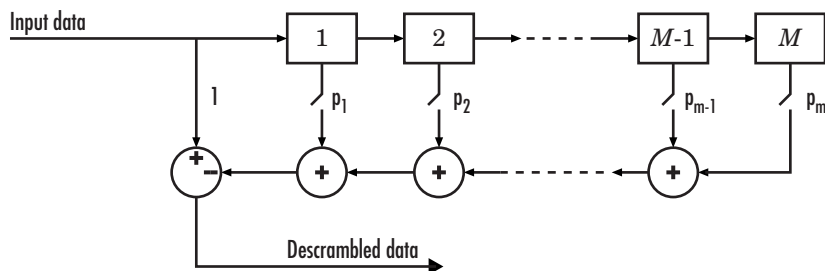 Input data
1
2
M-1
M
1
p1
p2
pm-1
pm
+
−
+
+
+
Descrambled data